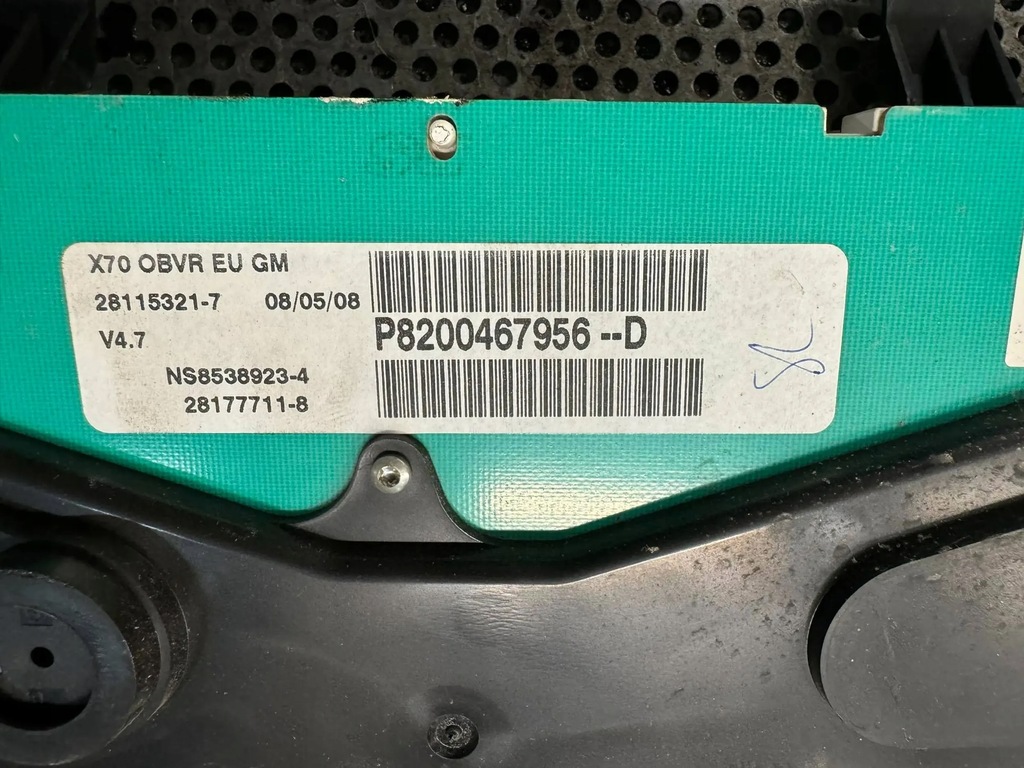 X70 OBVR EU GM
28115321-7 08/05/08
V4.7
P8200467956 --D
NS8538923-4
28177711-8